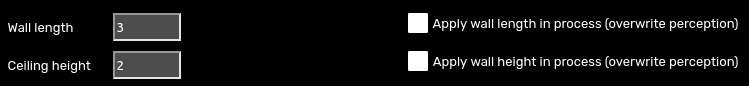 Wall length 3 Apply wall length in process (overwrite perception)
Ceiling height 2 Apply wall height in process (overwrite perception)